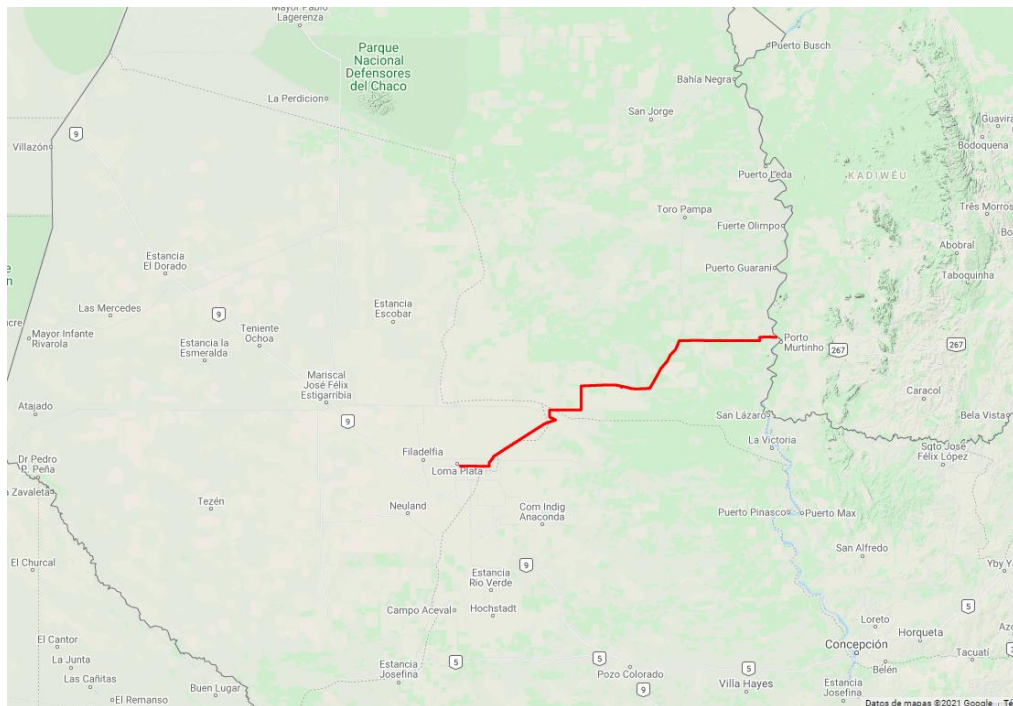 Mayor Pablo
Lagerenza
Puerto Busch
Parque
Nacional
Defensores
del Chaco
Bahía Negra
La Perdicion
San Jorge
Guavira
9
Bodoquena
Villazón
Puerto Leda
KADIWÉU
Três Morros
Toro Pampa
Fuerte Olimpo
Abobral
Estancia
El Dorado
Puerto Guaraní
Taboquinha
Las Mercedes
Estancia
Escobar
9
Mayor Infante
Rivarola
Teniente
Ochoa
Estancia la
Esmeralda
Porto
Murtinho
267
267
Mariscal
José Félix
Estigarribia
Caracol
Atajado
9
San Lázaro
Bela Vista
La Victoria
Filadelfia
Loma Plata
Sqto José
Félix López
Dr Pedro
P. Peña
a Zavaleta
Tezén
Neuland
Com Indig
Anaconda
Puerto Pinasco
Puerto Max
San Alfredo
El Churcal
9
Estancia
Rio Verde
Yby Ya
Campo Aceval
Hochstadt
5
Loreto
Horqueta
El Cantor
Concepción
La Junta
Estancia
Josefina
5
5
Pozo Colorado
5
Belén
Tacuatí
Las Cañitas
Buen Lugar
9
Villa Hayes
Estancia
Josefina
El Remanso
Datos de mapas ©2021 Google